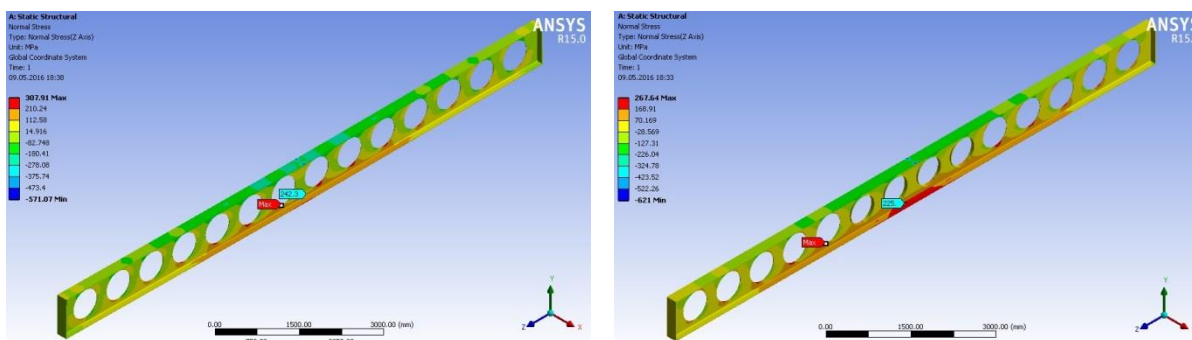 A: Static Structural
Normal Stress
Type: Normal Stress(Z Axis)
Unit: MPa
Global Coordinate System
Time: 1
09.05.2016 18:38
307.91 Max
210.24
112.58
14.916
-82.748
-180.41
-278.08
-375.74
-473.4
-571.07 Min
ANSYS
R15.0
242.3
Max
0.00 1500.00 3000.00 (mm)
Y
Z X
A: Static Structural
Normal Stress
Type: Normal Stress(Z Axis)
Unit: MPa
Global Coordinate System
Time: 1
09.05.2016 18:33
267.64 Max
168.91
70.169
-28.569
-127.31
-226.04
-324.78
-423.52
-522.26
-621 Min
ANSYS
225.
Max
0.00 1500.00 3000.00 (mm)
Y
Z